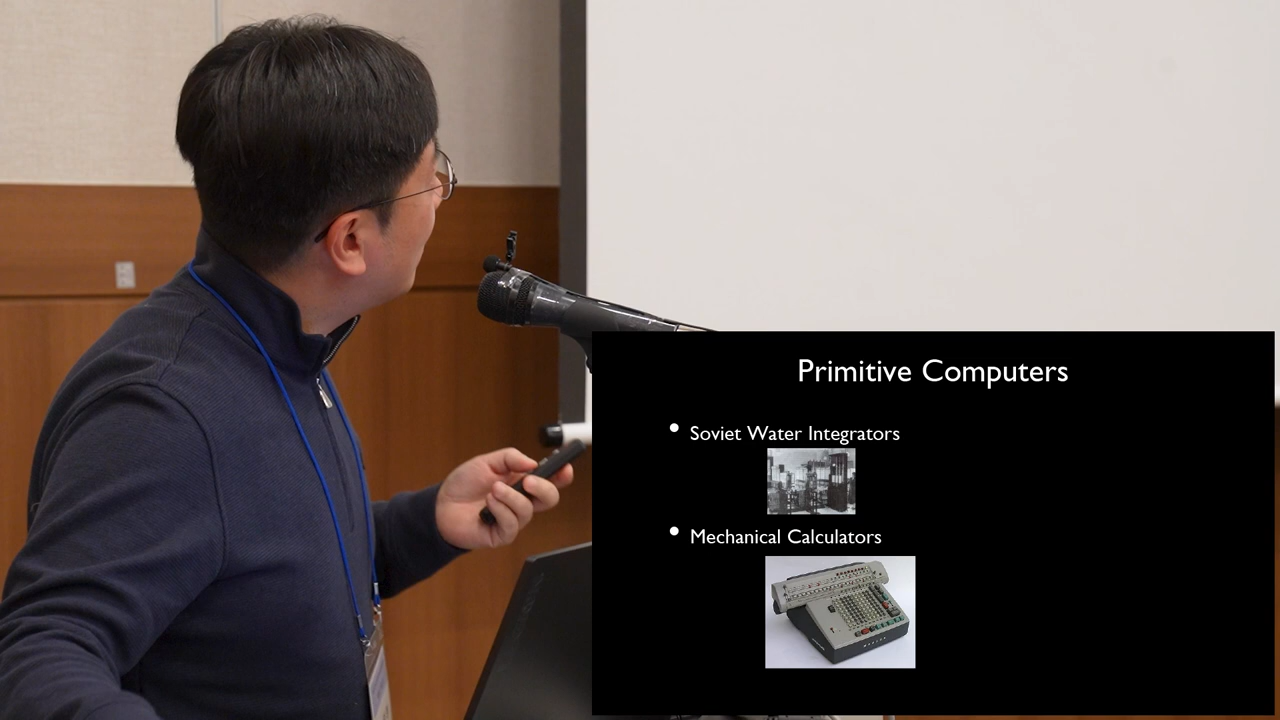 Primitive Computers
• Soviet Water Integrators
• Mechanical Calculators